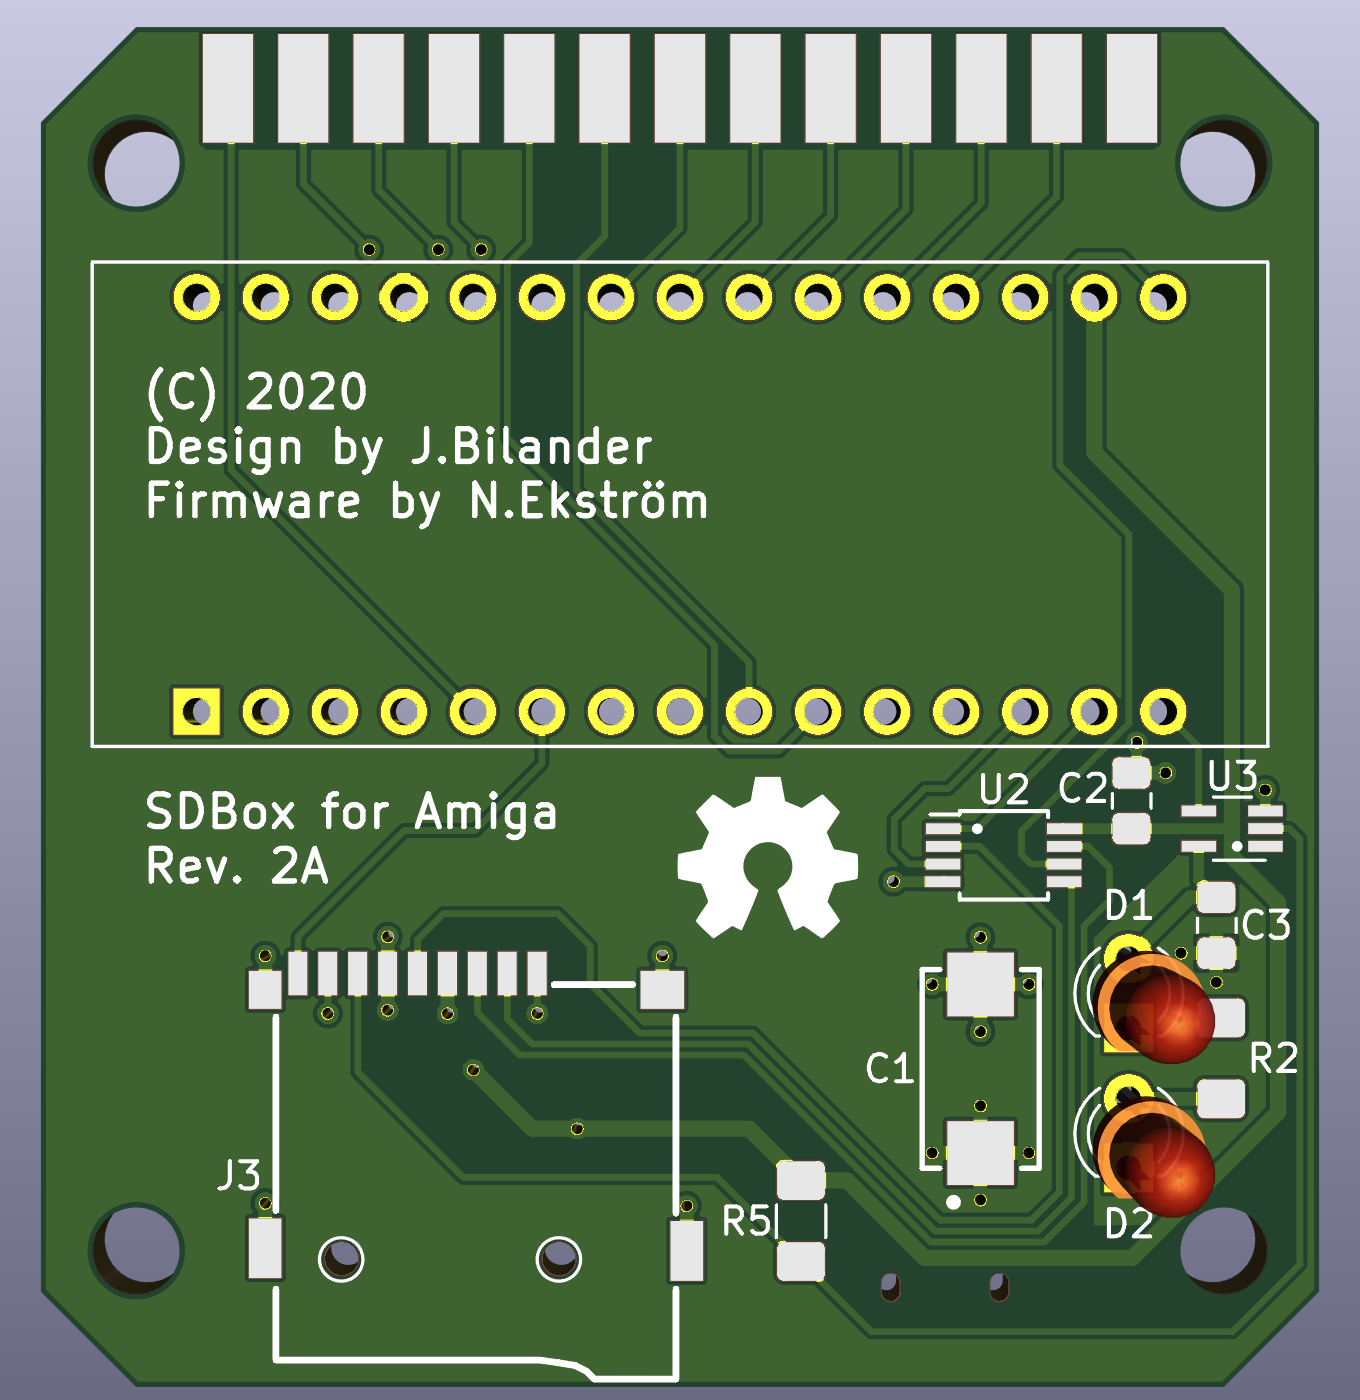 (C) 2020
Design by J.Bilander
Firmware by N.Ekström
SDBox for Amiga
Rev. 2A
U2
C2
U3
D1
C3
R2
C1
J3
R5
D2